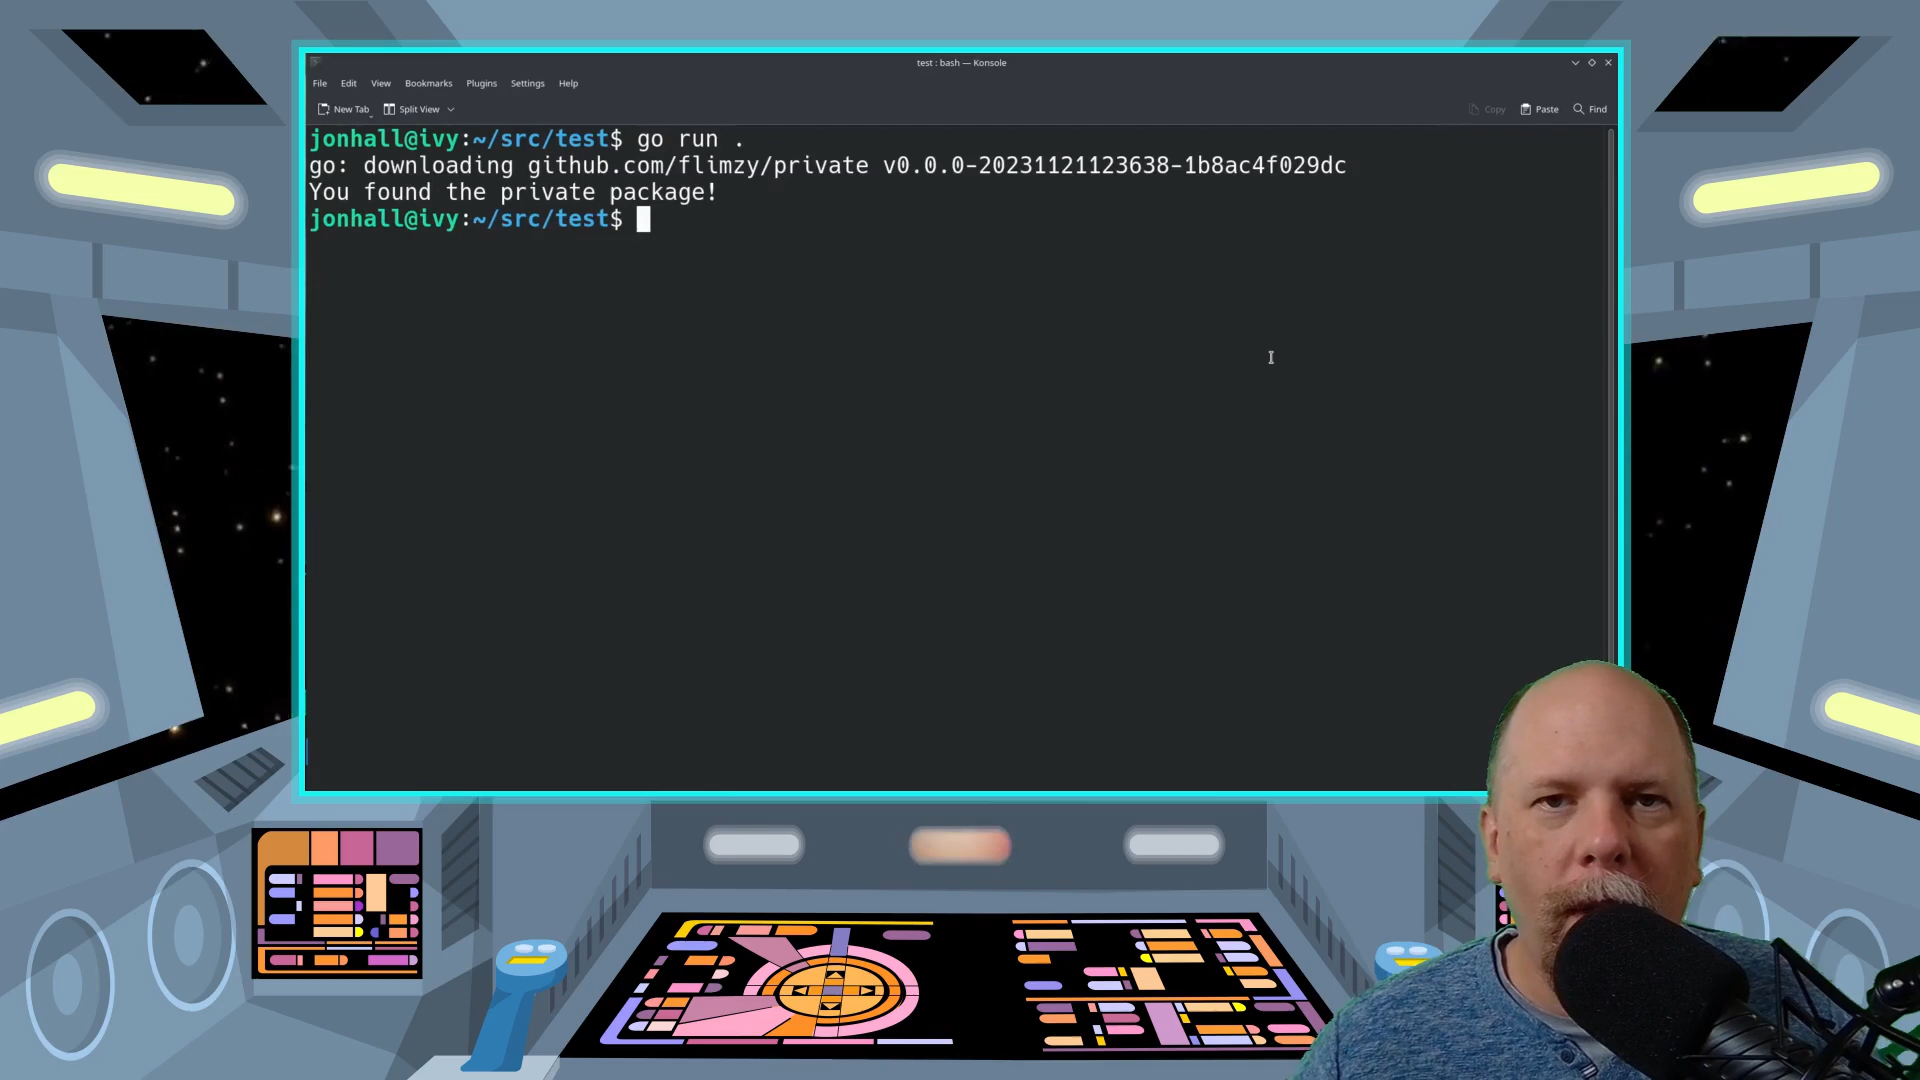 test : bash — Konsole
File Edit View Bookmarks Plugins Settings Help
New Tab Split View Copy Paste Find
jonhall@ivy:~/src/test$ go run .
go: downloading github.com/flimzy/private v0.0.0-20231121123638-1b8ac4f029dc
You found the private package!
jonhall@ivy:~/src/test$